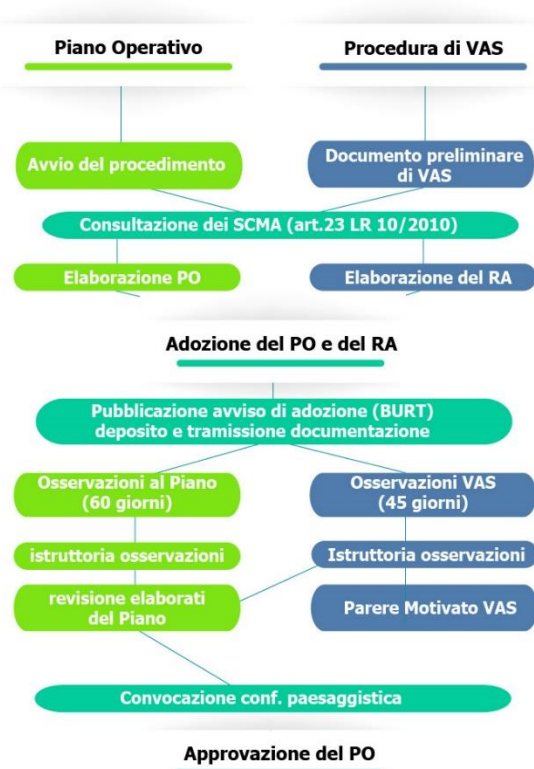 Piano Operativo
Procedura di VAS
Avvio del procedimento
Documento preliminare
di VAS
Consultazione dei SCMA (art.23 LR 10/2010)
Elaborazione PO
Elaborazione del RA
Adozione del PO e del RA
Pubblicazione avviso di adozione (BURT)
deposito e tramissione documentazione
Osservazioni al Piano
(60 giorni)
Osservazioni VAS
(45 giorni)
istruttoria osservazioni
Istruttoria osservazioni
revisione elaborati
del Piano
Parere Motivato VAS
Convocazione conf. paesaggistica
Approvazione del PO